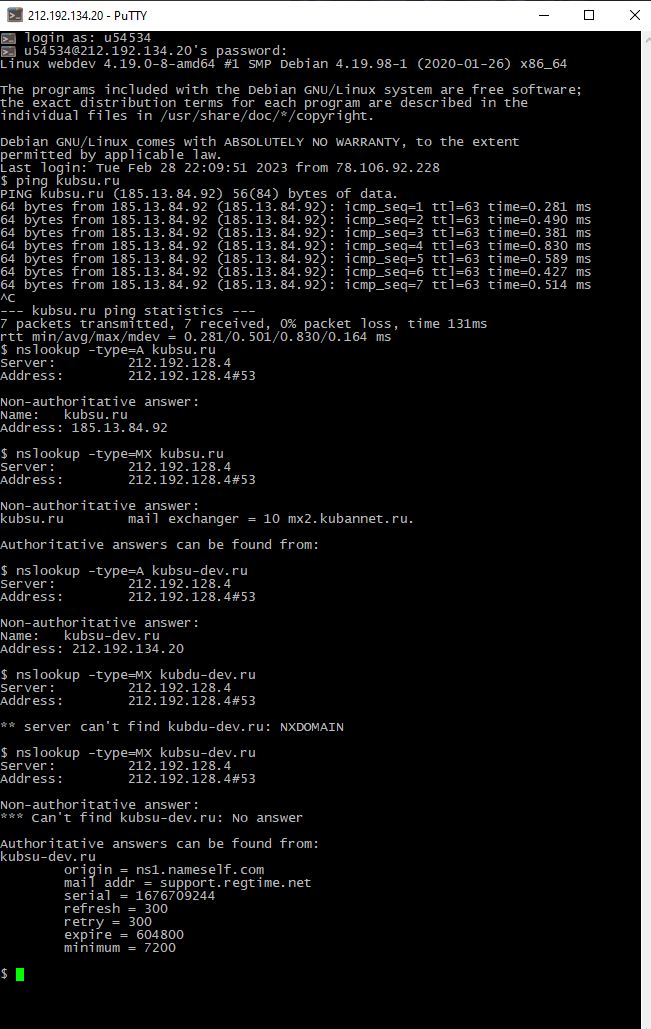 212.192.134.20 - PuTTY
login as: u54534
u54534@212.192.134.20's password:
Linux webdev 4.19.0-8-amd64 #1 SMP Debian 4.19.98-1 (2020-01-26) x86_64

The programs included with the Debian GNU/Linux system are free software;
the exact distribution terms for each program are described in the
individual files in /usr/share/doc/*/copyright.

Debian GNU/Linux comes with ABSOLUTELY NO WARRANTY, to the extent
permitted by applicable law.
Last login: Tue Feb 28 22:09:51 2023 from 78.106.92.228
$ ping kubsu.ru
PING kubsu.ru (185.13.84.92) 56(84) bytes of data.
64 bytes from 185.13.84.92 (185.13.84.92): icmp_seq=1 ttl=63 time=0.281 ms
64 bytes from 185.13.84.92 (185.13.84.92): icmp_seq=2 ttl=63 time=0.490 ms
64 bytes from 185.13.84.92 (185.13.84.92): icmp_seq=3 ttl=63 time=0.381 ms
64 bytes from 185.13.84.92 (185.13.84.92): icmp_seq=4 ttl=63 time=0.830 ms
64 bytes from 185.13.84.92 (185.13.84.92): icmp_seq=5 ttl=63 time=0.589 ms
64 bytes from 185.13.84.92 (185.13.84.92): icmp_seq=6 ttl=63 time=0.427 ms
64 bytes from 185.13.84.92 (185.13.84.92): icmp_seq=7 ttl=63 time=0.514 ms
^C
--- kubsu.ru ping statistics ---
7 packets transmitted, 7 received, 0% packet loss, time 131ms
rtt min/avg/max/mdev = 0.281/0.501/0.830/0.164 ms
$ nslookup -type=A kubsu.ru
Server:         212.192.128.4
Address:        212.192.128.4#53

Non-authoritative answer:
Name:   kubsu.ru
Address: 185.13.84.92

$ nslookup -type=MX kubsu.ru
Server:         212.192.128.4
Address:        212.192.128.4#53

Non-authoritative answer:
kubsu.ru        mail exchanger = 10 mx2.kubannet.ru.

Authoritative answers can be found from:

$ nslookup -type=A kubsu-dev.ru
Server:         212.192.128.4
Address:        212.192.128.4#53

Non-authoritative answer:
Name:   kubsu-dev.ru
Address: 212.192.134.20

$ nslookup -type=MX kubdu-dev.ru
Server:         212.192.128.4
Address:        212.192.128.4#53

** server can't find kubdu-dev.ru: NXDOMAIN

$ nslookup -type=MX kubsu-dev.ru
Server:         212.192.128.4
Address:        212.192.128.4#53

Non-authoritative answer:
*** Can't find kubsu-dev.ru: No answer

Authoritative answers can be found from:
kubsu-dev.ru
        origin = ns1.nameself.com
        mail addr = support.regtime.net
        serial = 1676709244
        refresh = 300
        retry = 300
        expire = 604800
        minimum = 7200

$